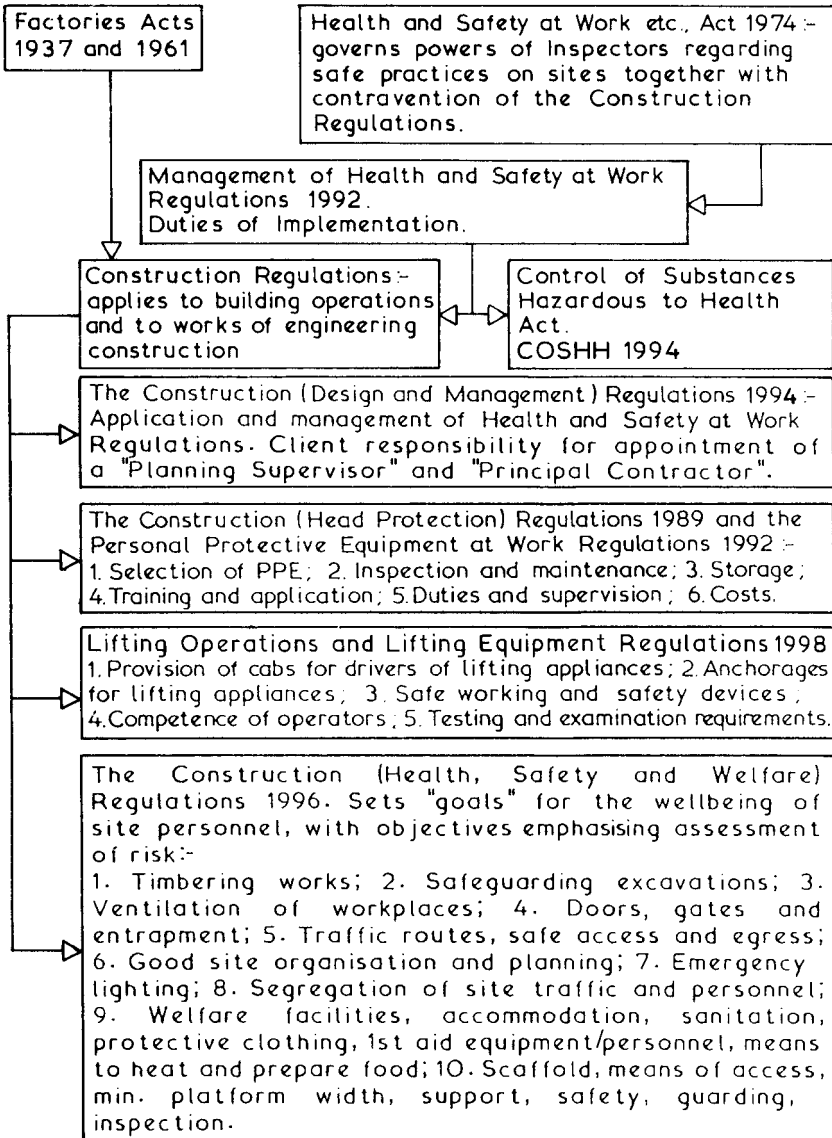 Factories Acts
1937 and 1961
Health and Safety at Work etc., Act 1974:-
governs powers of Inspectors regarding
safe practices on sites together with
contravention of the Construction
Regulations.
Management of Health and Safety at Work
Regulations 1992.
Duties of Implementation.
Construction Regulations:-
applies to building operations
and to works of engineering
construction
Control of Substances
Hazardous to Health
Act.
COSHH 1994
The Construction (Design and Management) Regulations 1994:-
Application and management of Health and Safety at Work
Regulations. Client responsibility for appointment of
a "Planning Supervisor" and "Principal Contractor".
The Construction (Head Protection) Regulations 1989 and the
Personal Protective Equipment at Work Regulations 1992:-
1. Selection of PPE; 2. Inspection and maintenance; 3. Storage;
4. Training and application; 5. Duties and supervision; 6. Costs.
Lifting Operations and Lifting Equipment Regulations 1998
1. Provision of cabs for drivers of lifting appliances; 2. Anchorages
for lifting appliances; 3. Safe working and safety devices;
4. Competence of operators; 5. Testing and examination requirements.
The Construction (Health, Safety and Welfare)
Regulations 1996. Sets "goals" for the wellbeing of
site personnel, with objectives emphasising assessment
of risk:-
1. Timbering works; 2. Safeguarding excavations; 3.
Ventilation of workplaces; 4. Doors, gates and
entrapment; 5. Traffic routes, safe access and egress;
6. Good site organisation and planning; 7. Emergency
lighting; 8. Segregation of site traffic and personnel;
9. Welfare facilities, accommodation, sanitation,
protective clothing, 1st aid equipment/personnel, means
to heat and prepare food; 10. Scaffold, means of access,
min. platform width, support, safety, guarding,
inspection.